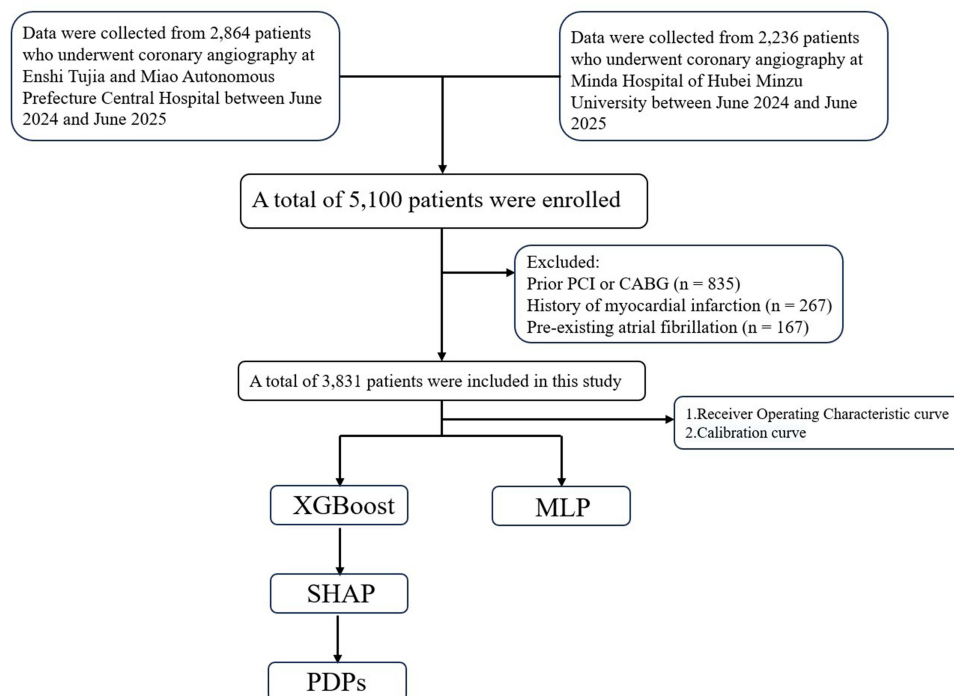 Data were collected from 2,864 patients
who underwent coronary angiography at
Enshi Tujia and Miao Autonomous
Prefecture Central Hospital between June
2024 and June 2025
Data were collected from 2,236 patients
who underwent coronary angiography at
Minda Hospital of Hubei Minzu
University between June 2024 and June
2025
A total of 5,100 patients were enrolled
Excluded:
Prior PCI or CABG (n = 835)
History of myocardial infarction (n = 267)
Pre-existing atrial fibrillation (n = 167)
A total of 3,831 patients were included in this study
1.Receiver Operating Characteristic curve
2.Calibration curve
XGBoost
MLP
SHAP
PDPs